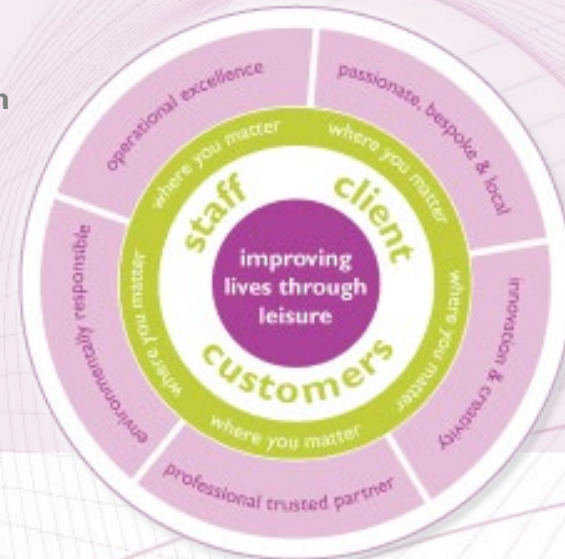 n
operational excellence
passionate, bespoke & local
innovation & creativity
professional trusted partner
environmentally responsible
where you matter
where you matter
where you matter
where you matter
where you matter
staff
client
customers
improving
lives through
leisure